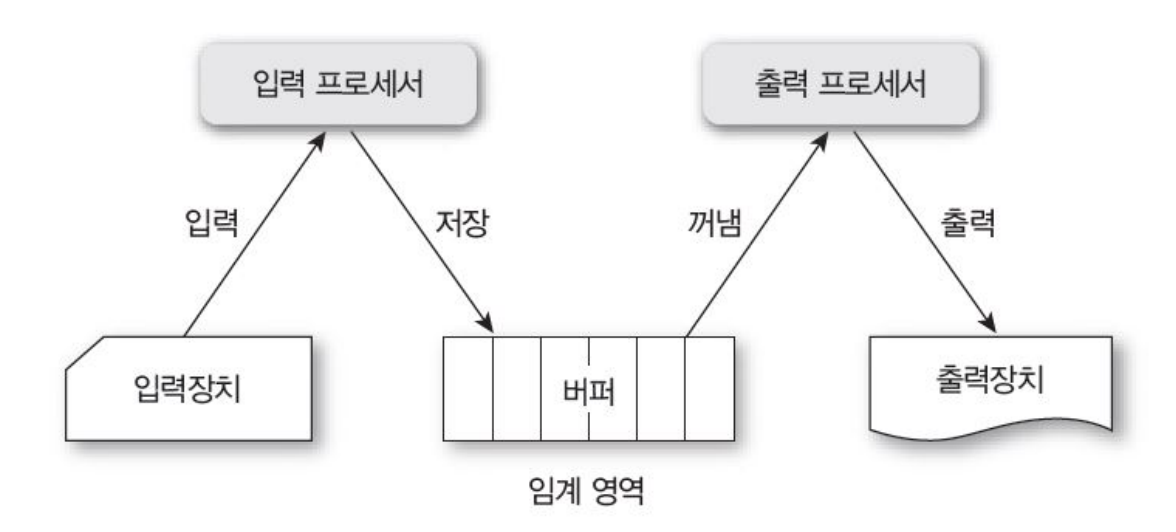 입력 프로세서
출력 프로세서
입력
저장
꺼냄
출력
입력장치
버퍼
출력장치
임계 영역